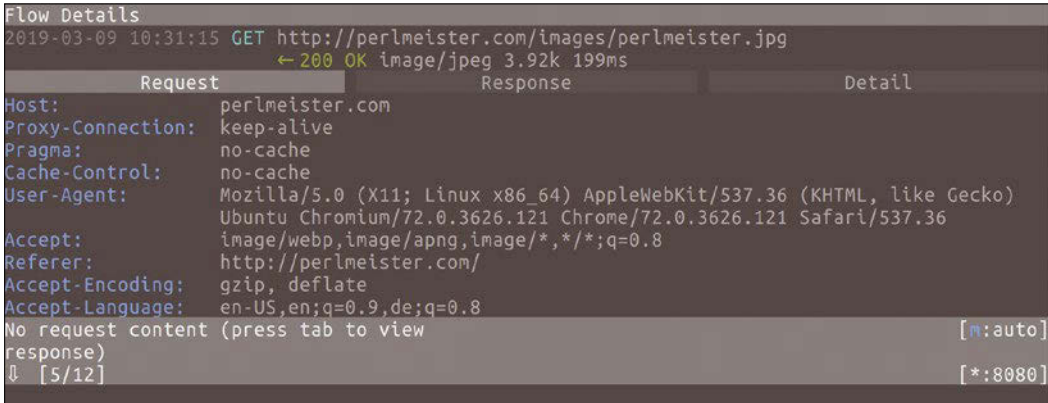 Flow Details
2019-03-09 10:31:15 GET http://perlmeister.com/images/perlmeister.jpg
← 200 OK image/jpeg 3.92k 199ms
Request Response Detail
Host: perlmeister.com
Proxy-Connection: keep-alive
Pragma: no-cache
Cache-Control: no-cache
User-Agent: Mozilla/5.0 (X11; Linux x86_64) AppleWebKit/537.36 (KHTML, like Gecko)
Ubuntu Chromium/72.0.3626.121 Chrome/72.0.3626.121 Safari/537.36
Accept: image/webp,image/apng,image/*,*/*;q=0.8
Referer: http://perlmeister.com/
Accept-Encoding: gzip, deflate
Accept-Language: en-US,en;q=0.9,de;q=0.8
No request content (press tab to view [m:auto]
response)
⇩ [5/12] [*:8080]